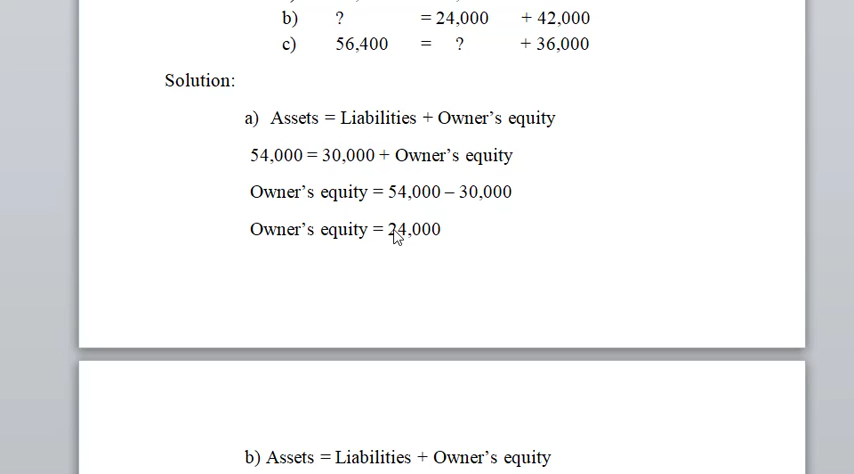 b) ? = 24,000 + 42,000
c) 56,400 = ? + 36,000
Solution:
a) Assets = Liabilities + Owner’s equity
54,000 = 30,000 + Owner’s equity
Owner’s equity = 54,000 – 30,000
Owner’s equity = 24,000
b) Assets = Liabilities + Owner’s equity